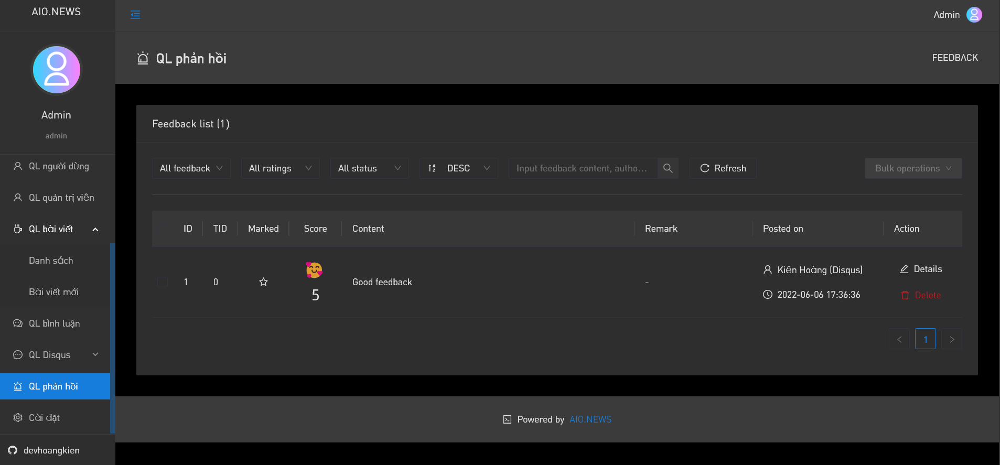 AIO.NEWS
Admin
admin
QL người dùng
QL quản trị viên
QL bài viết
Danh sách
Bài viết mới
QL bình luận
QL Disqus
QL phản hồi
Cài đặt
devhoangkien
Admin
QL phản hồi
FEEDBACK
Feedback list (1)
All feedback
All ratings
All status
DESC
Input feedback content, autho...
Refresh
Bulk operations
ID TID Marked Score Content Remark Posted on Action
1 0 5 Good feedback -
Kiên Hoàng (Disqus)
2022-06-06 17:36:36
Details
Delete
< 1 >
Powered by AIO.NEWS